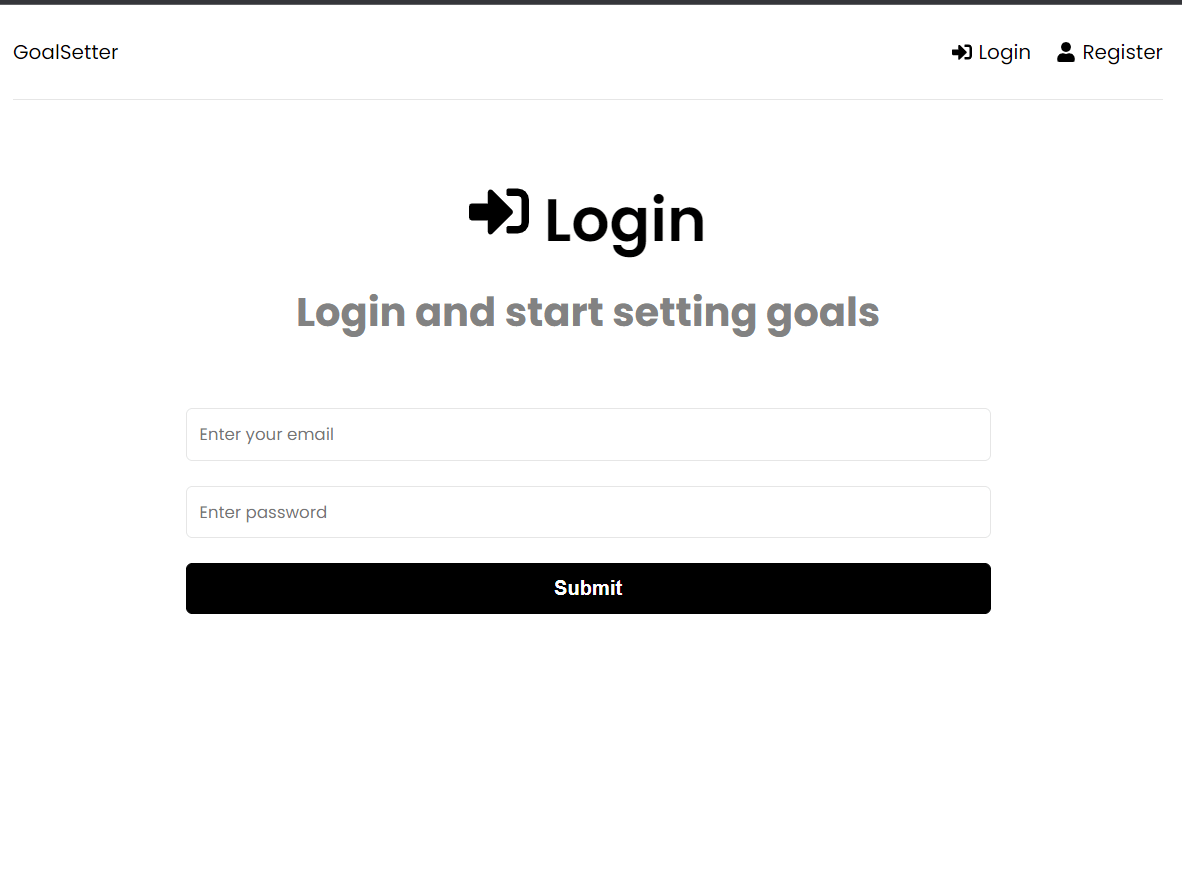 GoalSetter
Login Register
Login
Login and start setting goals
Enter your email
Enter password
Submit